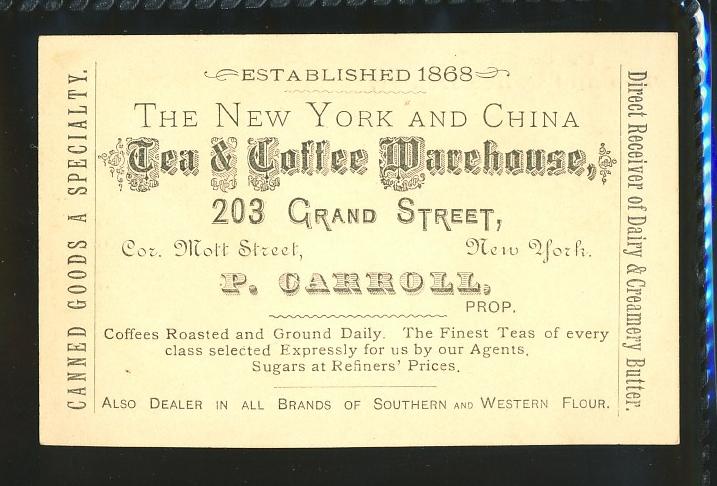 ESTABLISHED 1868
THE NEW YORK AND CHINA
Tea & Coffee Warehouse,
203 GRAND STREET,
Cor. Mott Street, New York.
P. CARROLL,
PROP.
Coffees Roasted and Ground Daily. The Finest Teas of every
class selected Expressly for us by our Agents.
Sugars at Refiners' Prices.
ALSO DEALER IN ALL BRANDS OF SOUTHERN AND WESTERN FLOUR.
CANNED GOODS A SPECIALTY.
Direct Receiver of Dairy & Creamery Butter.